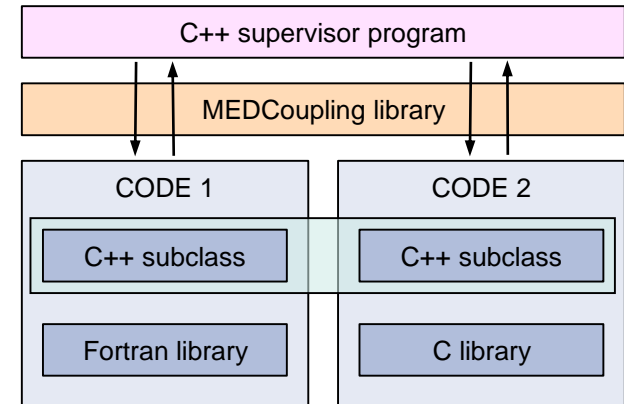 C++ supervisor program
MEDCoupling library
CODE 1
CODE 2
C++ subclass
C++ subclass
Fortran library
C library